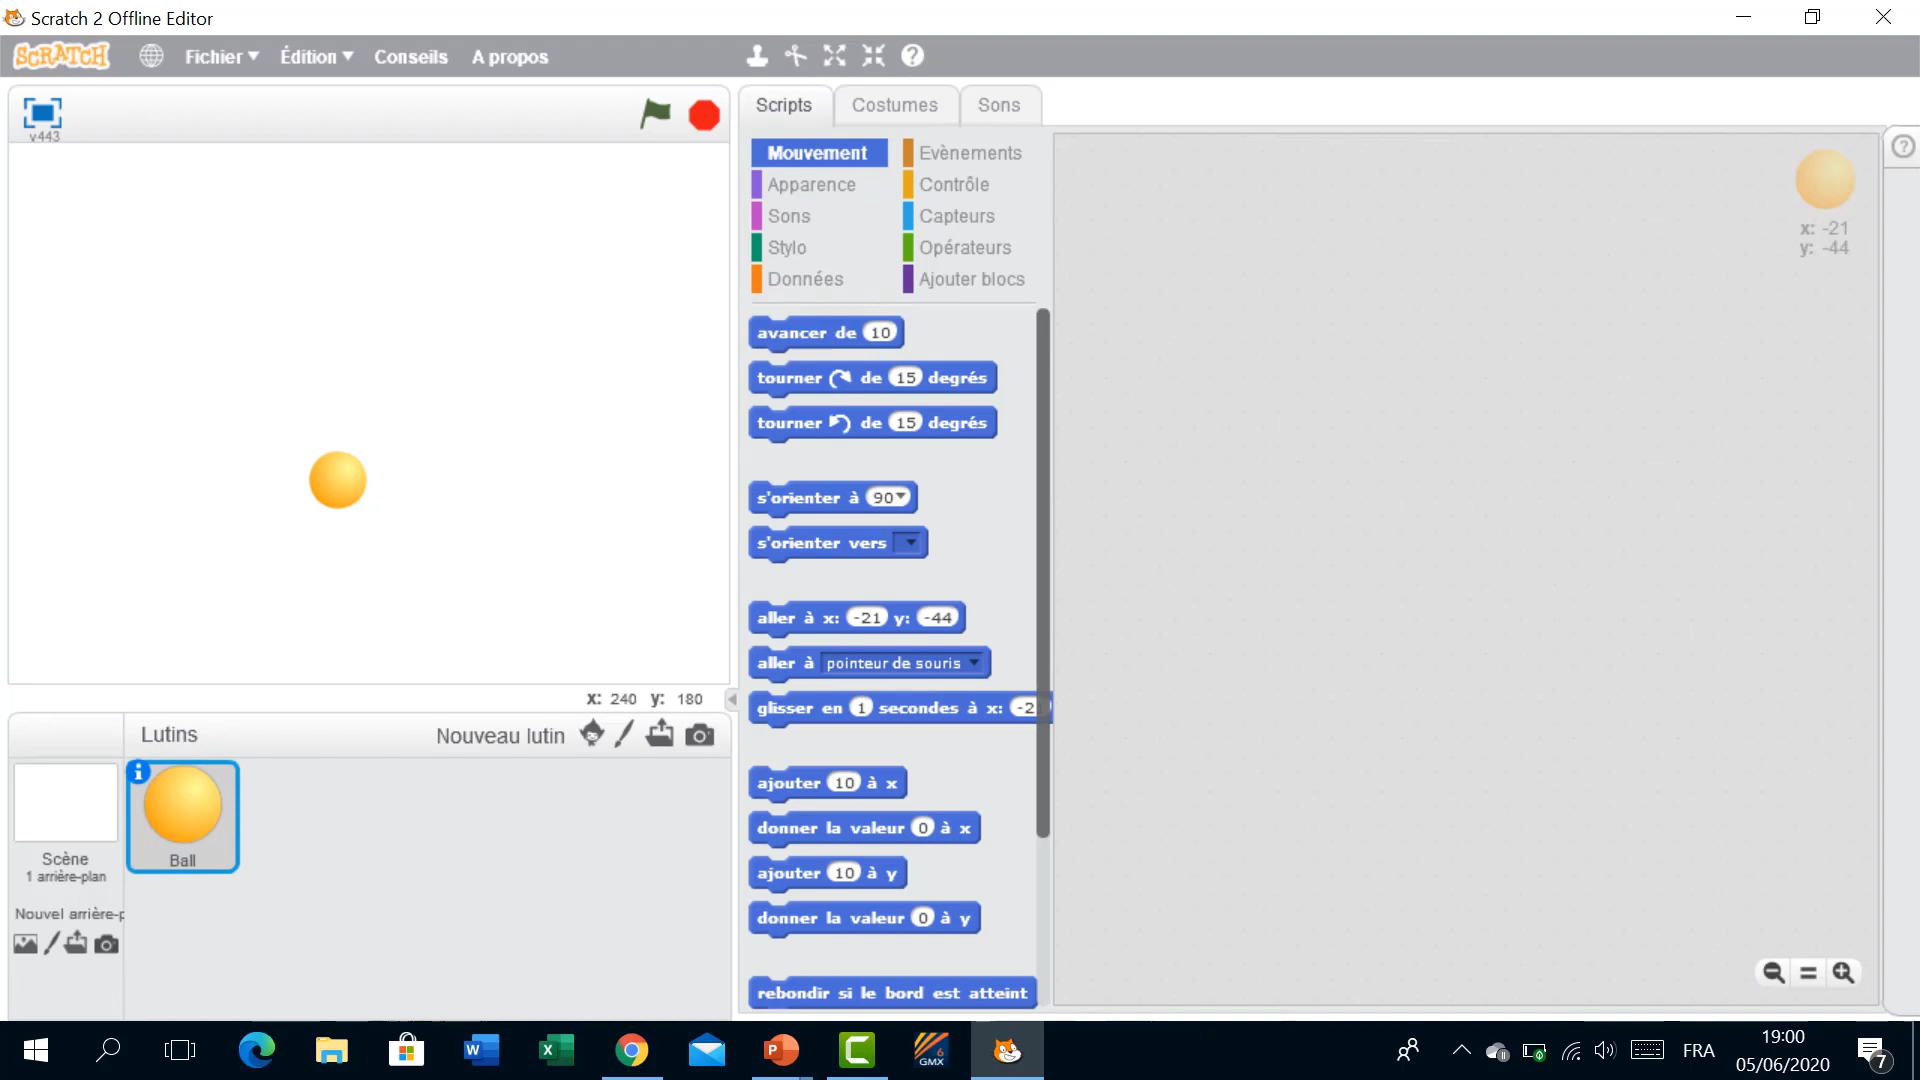 Scratch 2 Offline Editor
SCRATCH
Fichier
Édition
Conseils
A propos
v443
Scripts
Costumes
Sons
Mouvement
Evènements
Apparence
Contrôle
Sons
Capteurs
Stylo
Opérateurs
Données
Ajouter blocs
x: -21
y: -44
avancer de 10
tourner de 15 degrés
tourner de 15 degrés
s'orienter à 90
s'orienter vers
aller à x: -21 y: -44
aller à pointeur de souris
glisser en 1 secondes à x: -21
ajouter 10 à x
donner la valeur 0 à x
ajouter 10 à y
donner la valeur 0 à y
rebondir si le bord est atteint
x: 240 y: 180
Lutins
Nouveau lutin
Scène
1 arrière-plan
Nouvel arrière-p
Ball
FRA
19:00
05/06/2020
7
GMX
6